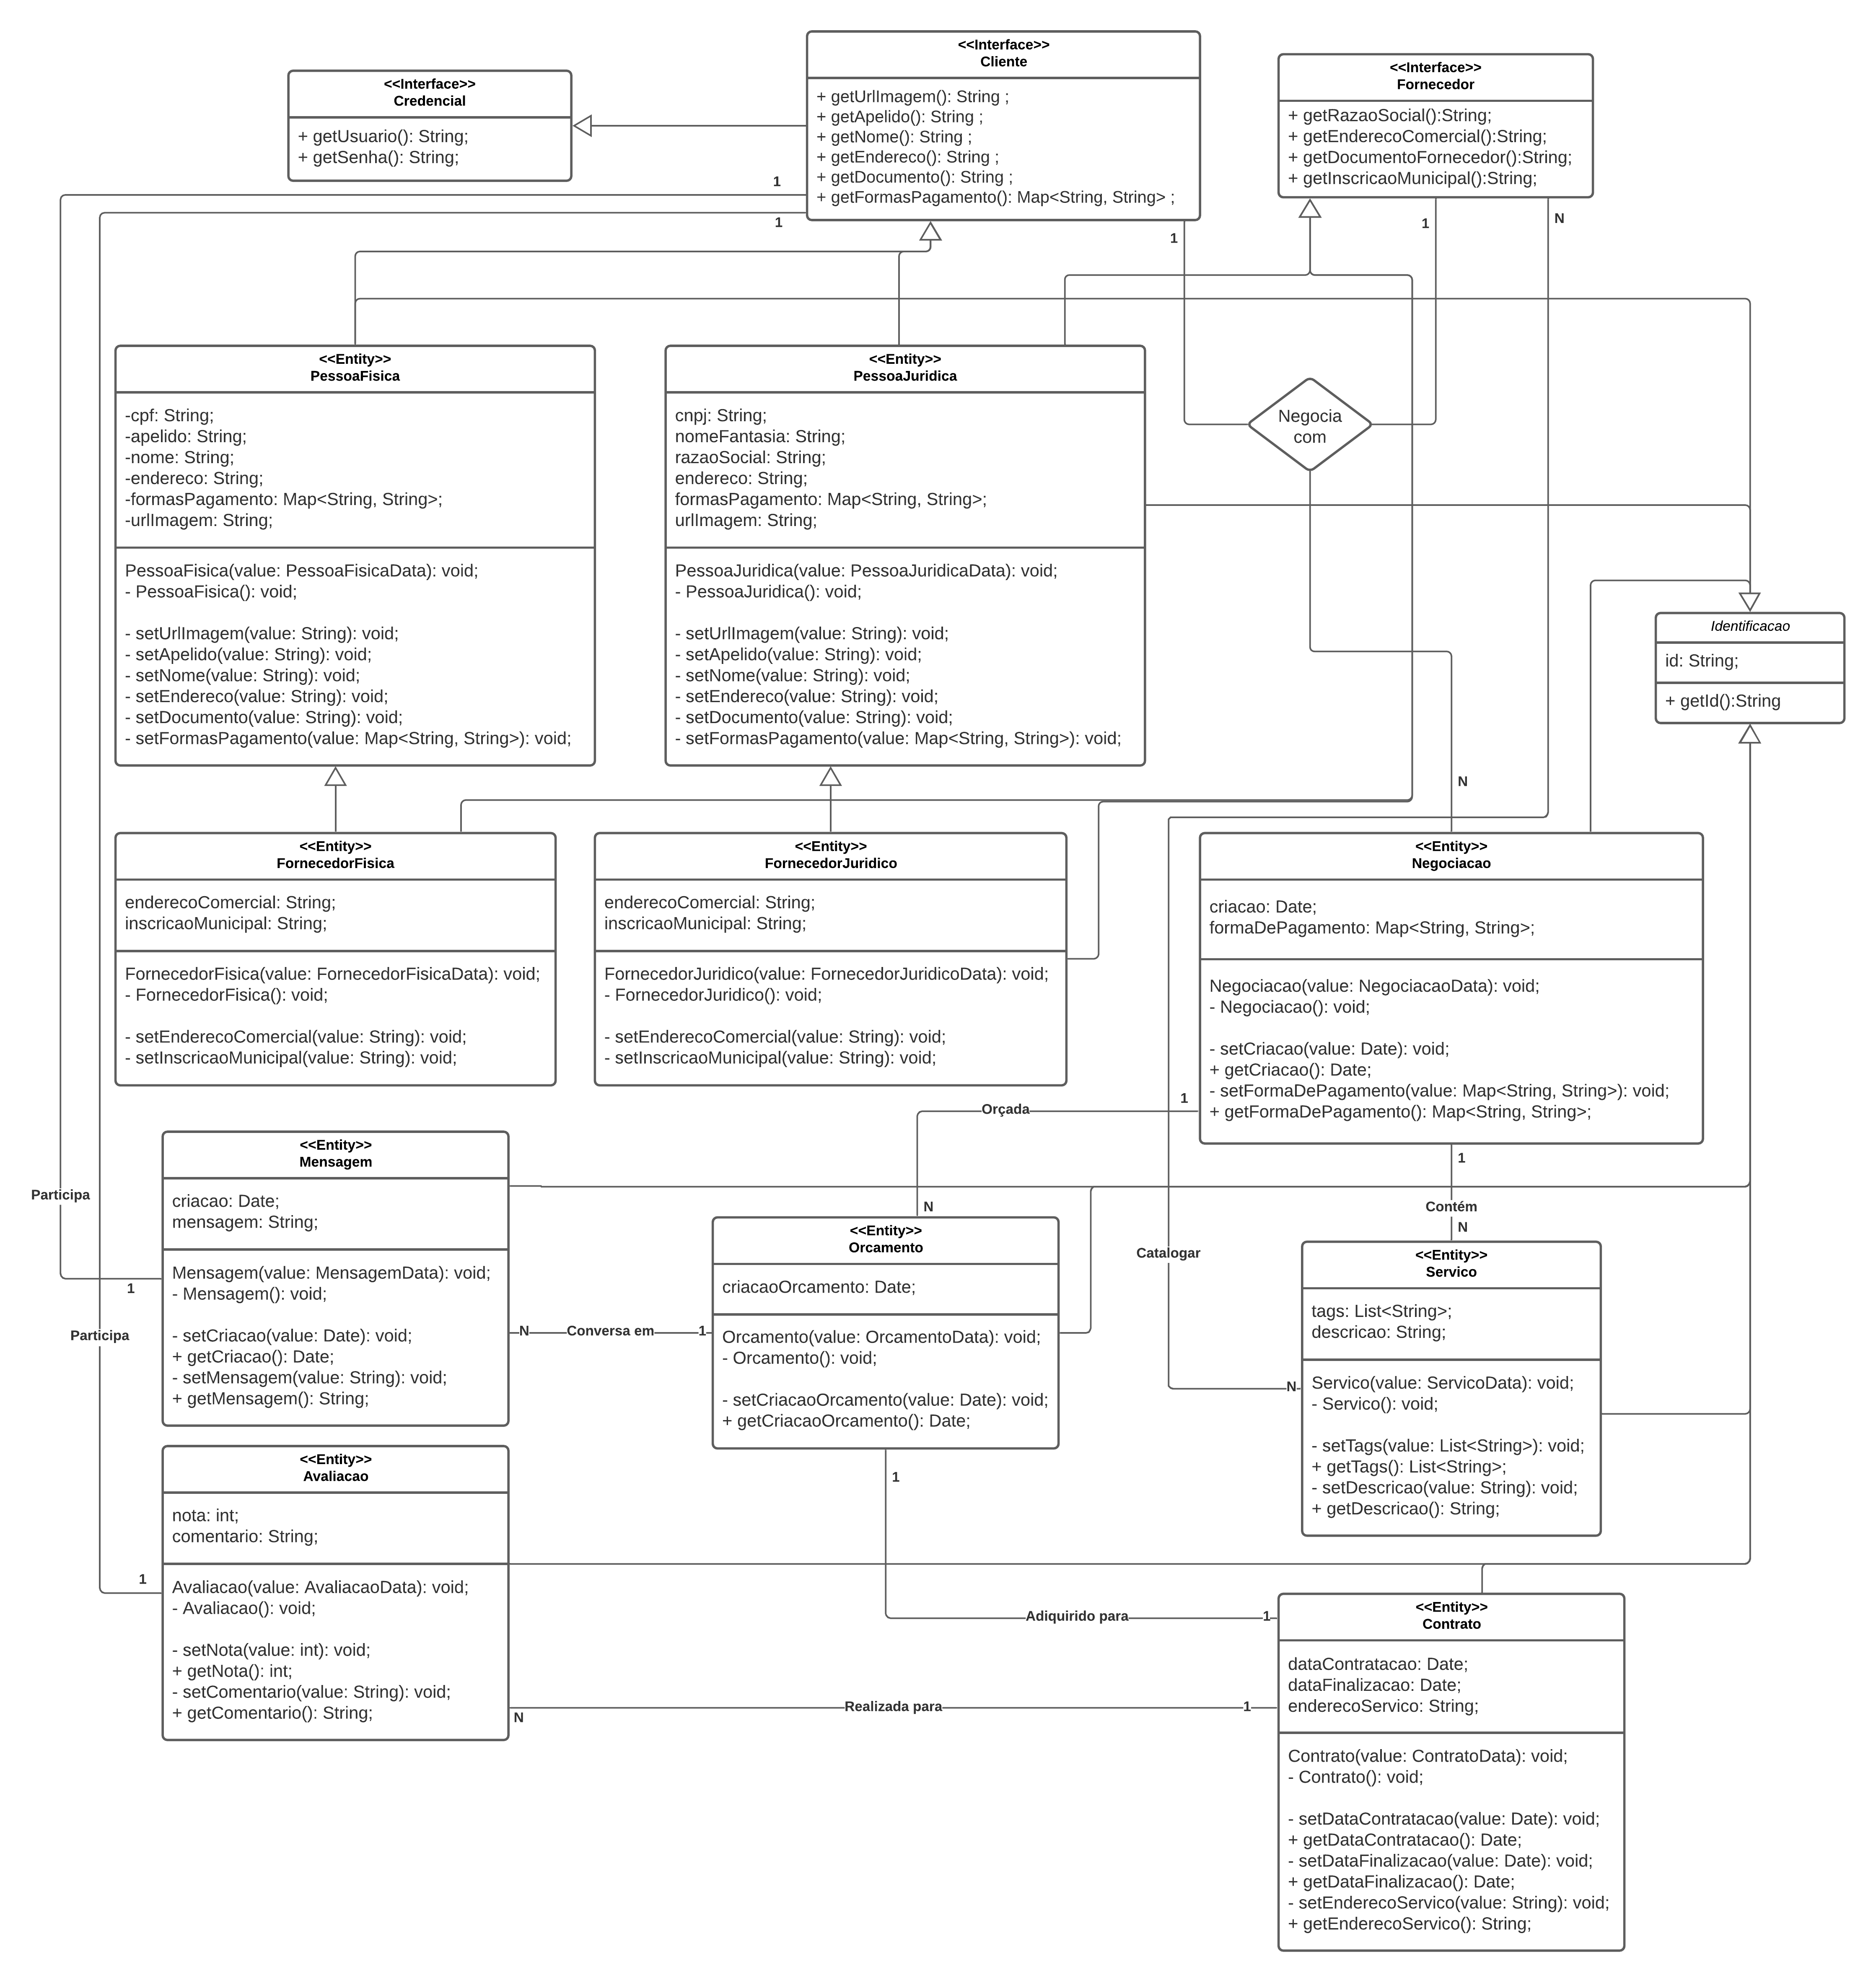 <<Interface>>
Credencial
+ getUsuario(): String;
+ getSenha(): String;
<<Interface>>
Cliente
+ getUrlImagem(): String ;
+ getApelido(): String ;
+ getNome(): String ;
+ getEndereco(): String ;
+ getDocumento(): String ;
+ getFormasPagamento(): Map<String, String> ;
<<Interface>>
Fornecedor
+ getRazaoSocial():String;
+ getEnderecoComercial():String;
+ getDocumentoFornecedor():String;
+ getInscricaoMunicipal():String;
1
1
1
1
N
<<Entity>>
PessoaFisica
-cpf: String;
-apelido: String;
-nome: String;
-endereco: String;
-formasPagamento: Map<String, String>;
-urlImagem: String;
PessoaFisica(value: PessoaFisicaData): void;
- PessoaFisica(): void;
- setUrlImagem(value: String): void;
- setApelido(value: String): void;
- setNome(value: String): void;
- setEndereco(value: String): void;
- setDocumento(value: String): void;
- setFormasPagamento(value: Map<String, String>): void;
<<Entity>>
PessoaJuridica
cnpj: String;
nomeFantasia: String;
razaoSocial: String;
endereco: String;
formasPagamento: Map<String, String>;
urlImagem: String;
PessoaJuridica(value: PessoaJuridicaData): void;
- PessoaJuridica(): void;
- setUrlImagem(value: String): void;
- setApelido(value: String): void;
- setNome(value: String): void;
- setEndereco(value: String): void;
- setDocumento(value: String): void;
- setFormasPagamento(value: Map<String, String>): void;
Negocia
com
Identificacao
id: String;
+ getId():String
N
<<Entity>>
FornecedorFisica
enderecoComercial: String;
inscricaoMunicipal: String;
FornecedorFisica(value: FornecedorFisicaData): void;
- FornecedorFisica(): void;
- setEnderecoComercial(value: String): void;
- setInscricaoMunicipal(value: String): void;
<<Entity>>
FornecedorJuridico
enderecoComercial: String;
inscricaoMunicipal: String;
FornecedorJuridico(value: FornecedorJuridicoData): void;
- FornecedorJuridico(): void;
- setEnderecoComercial(value: String): void;
- setInscricaoMunicipal(value: String): void;
<<Entity>>
Negociacao
criacao: Date;
formaDePagamento: Map<String, String>;
Negociacao(value: NegociacaoData): void;
- Negociacao(): void;
- setCriacao(value: Date): void;
+ getCriacao(): Date;
- setFormaDePagamento(value: Map<String, String>): void;
+ getFormaDePagamento(): Map<String, String>;
Orçada
1
N
1
Contém
N
Catalogar
N
Participa
1
Participa
1
<<Entity>>
Mensagem
criacao: Date;
mensagem: String;
Mensagem(value: MensagemData): void;
- Mensagem(): void;
- setCriacao(value: Date): void;
+ getCriacao(): Date;
- setMensagem(value: String): void;
+ getMensagem(): String;
N
Conversa em
1
<<Entity>>
Orcamento
criacaoOrcamento: Date;
Orcamento(value: OrcamentoData): void;
- Orcamento(): void;
- setCriacaoOrcamento(value: Date): void;
+ getCriacaoOrcamento(): Date;
<<Entity>>
Servico
tags: List<String>;
descricao: String;
Servico(value: ServicoData): void;
- Servico(): void;
- setTags(value: List<String>): void;
+ getTags(): List<String>;
- setDescricao(value: String): void;
+ getDescricao(): String;
<<Entity>>
Avaliacao
nota: int;
comentario: String;
Avaliacao(value: AvaliacaoData): void;
- Avaliacao(): void;
- setNota(value: int): void;
+ getNota(): int;
- setComentario(value: String): void;
+ getComentario(): String;
1
Adiquirido para
1
N
Realizada para
1
<<Entity>>
Contrato
dataContratacao: Date;
dataFinalizacao: Date;
enderecoServico: String;
Contrato(value: ContratoData): void;
- Contrato(): void;
- setDataContratacao(value: Date): void;
+ getDataContratacao(): Date;
- setDataFinalizacao(value: Date): void;
+ getDataFinalizacao(): Date;
- setEnderecoServico(value: String): void;
+ getEnderecoServico(): String;